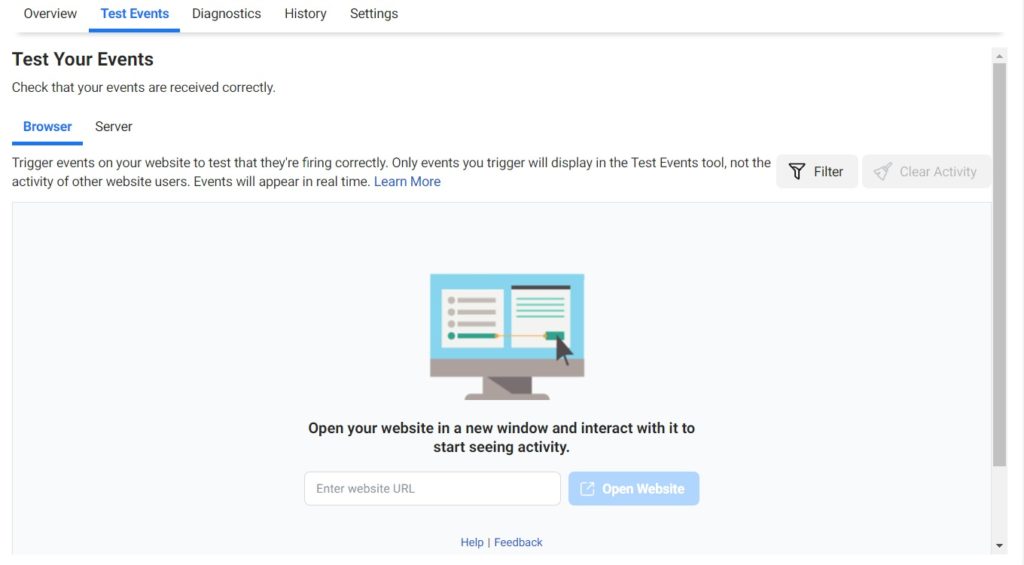 Overview Test Events Diagnostics History Settings
Test Your Events
Check that your events are received correctly.
Browser Server
Trigger events on your website to test that they're firing correctly. Only events you trigger will display in the Test Events tool, not the
activity of other website users. Events will appear in real time. Learn More
Filter Clear Activity
Open your website in a new window and interact with it to
start seeing activity.
Enter website URL Open Website
Help | Feedback